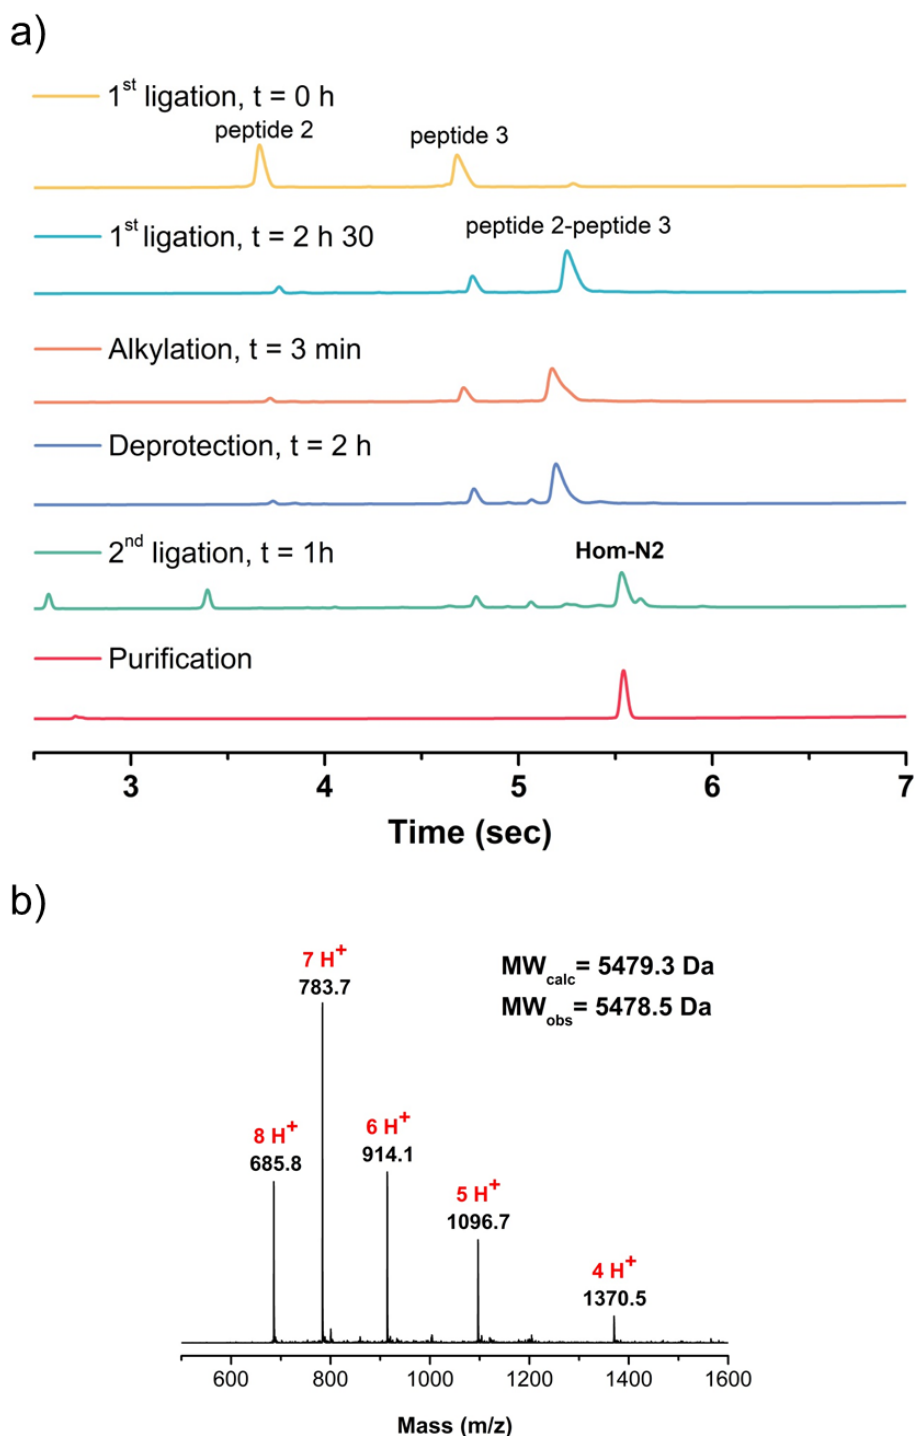 a)
1st ligation, t = 0 h
peptide 2
peptide 3
1st ligation, t = 2 h 30
peptide 2-peptide 3
Alkylation, t = 3 min
Deprotection, t = 2 h
2nd ligation, t = 1h
Hom-N2
Purification
3 4 5 6 7
Time (sec)
b)
7 H+
783.7
MWcalc= 5479.3 Da
MWobs= 5478.5 Da
8 H+
685.8
6 H+
914.1
5 H+
1096.7
4 H+
1370.5
600 800 1000 1200 1400 1600
Mass (m/z)